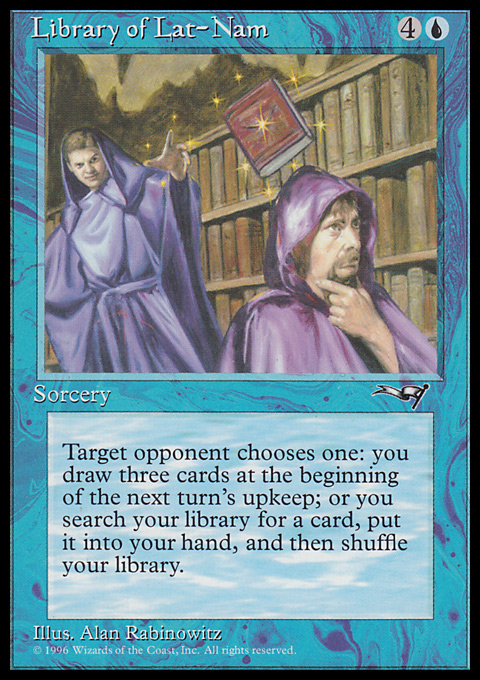 Library of Lat-Nam 4
Sorcery
Target opponent chooses one: you
draw three cards at the beginning
of the next turn's upkeep; or you
search your library for a card, put
it into your hand, and then shuffle
your library.
Illus. Alan Rabinowitz
© 1996 Wizards of the Coast, Inc. All rights reserved.